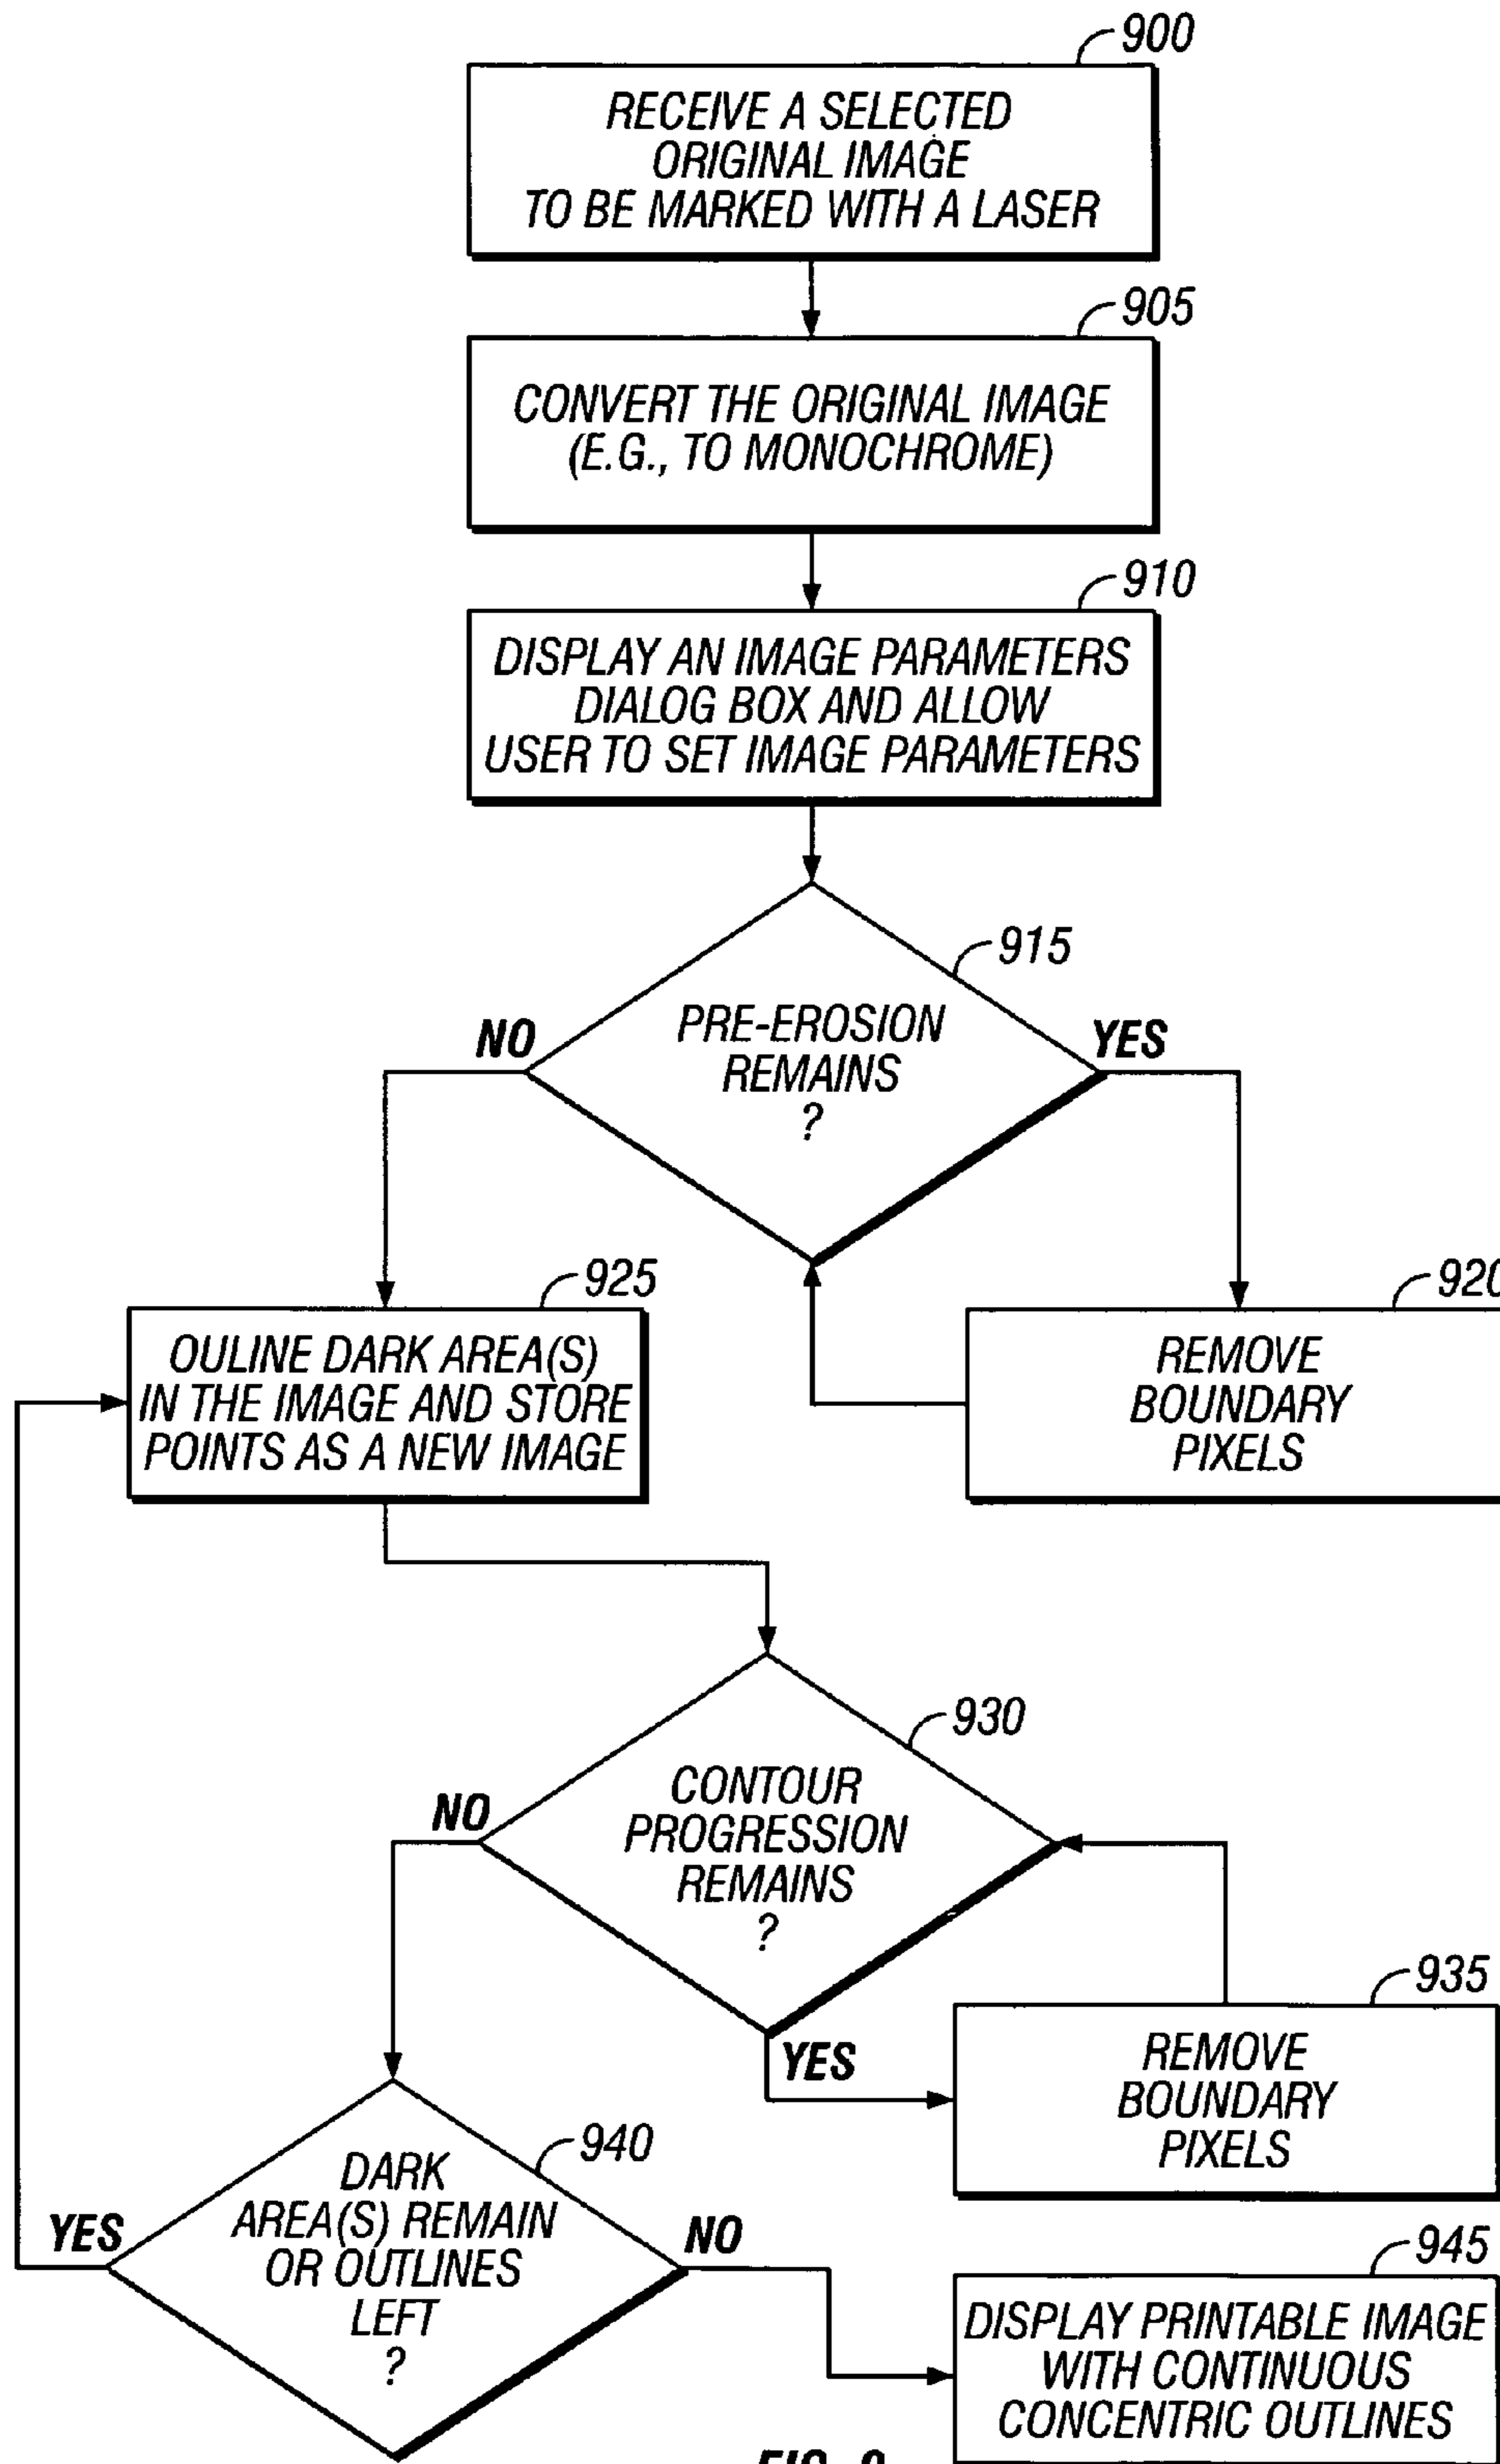 900
RECEIVE A SELECTED
ORIGINAL IMAGE
TO BE MARKED WITH A LASER
905
CONVERT THE ORIGINAL IMAGE
(E.G., TO MONOCHROME)
910
DISPLAY AN IMAGE PARAMETERS
DIALOG BOX AND ALLOW
USER TO SET IMAGE PARAMETERS
915
PRE-EROSION
REMAINS
?
NO
YES
925
OULINE DARK AREA(S)
IN THE IMAGE AND STORE
POINTS AS A NEW IMAGE
920
REMOVE
BOUNDARY
PIXELS
930
CONTOUR
PROGRESSION
REMAINS
?
NO
YES
935
REMOVE
BOUNDARY
PIXELS
940
DARK
AREA(S) REMAIN
OR OUTLINES
LEFT
?
YES
NO
945
DISPLAY PRINTABLE IMAGE
WITH CONTINUOUS
CONCENTRIC OUTLINES
FIG.